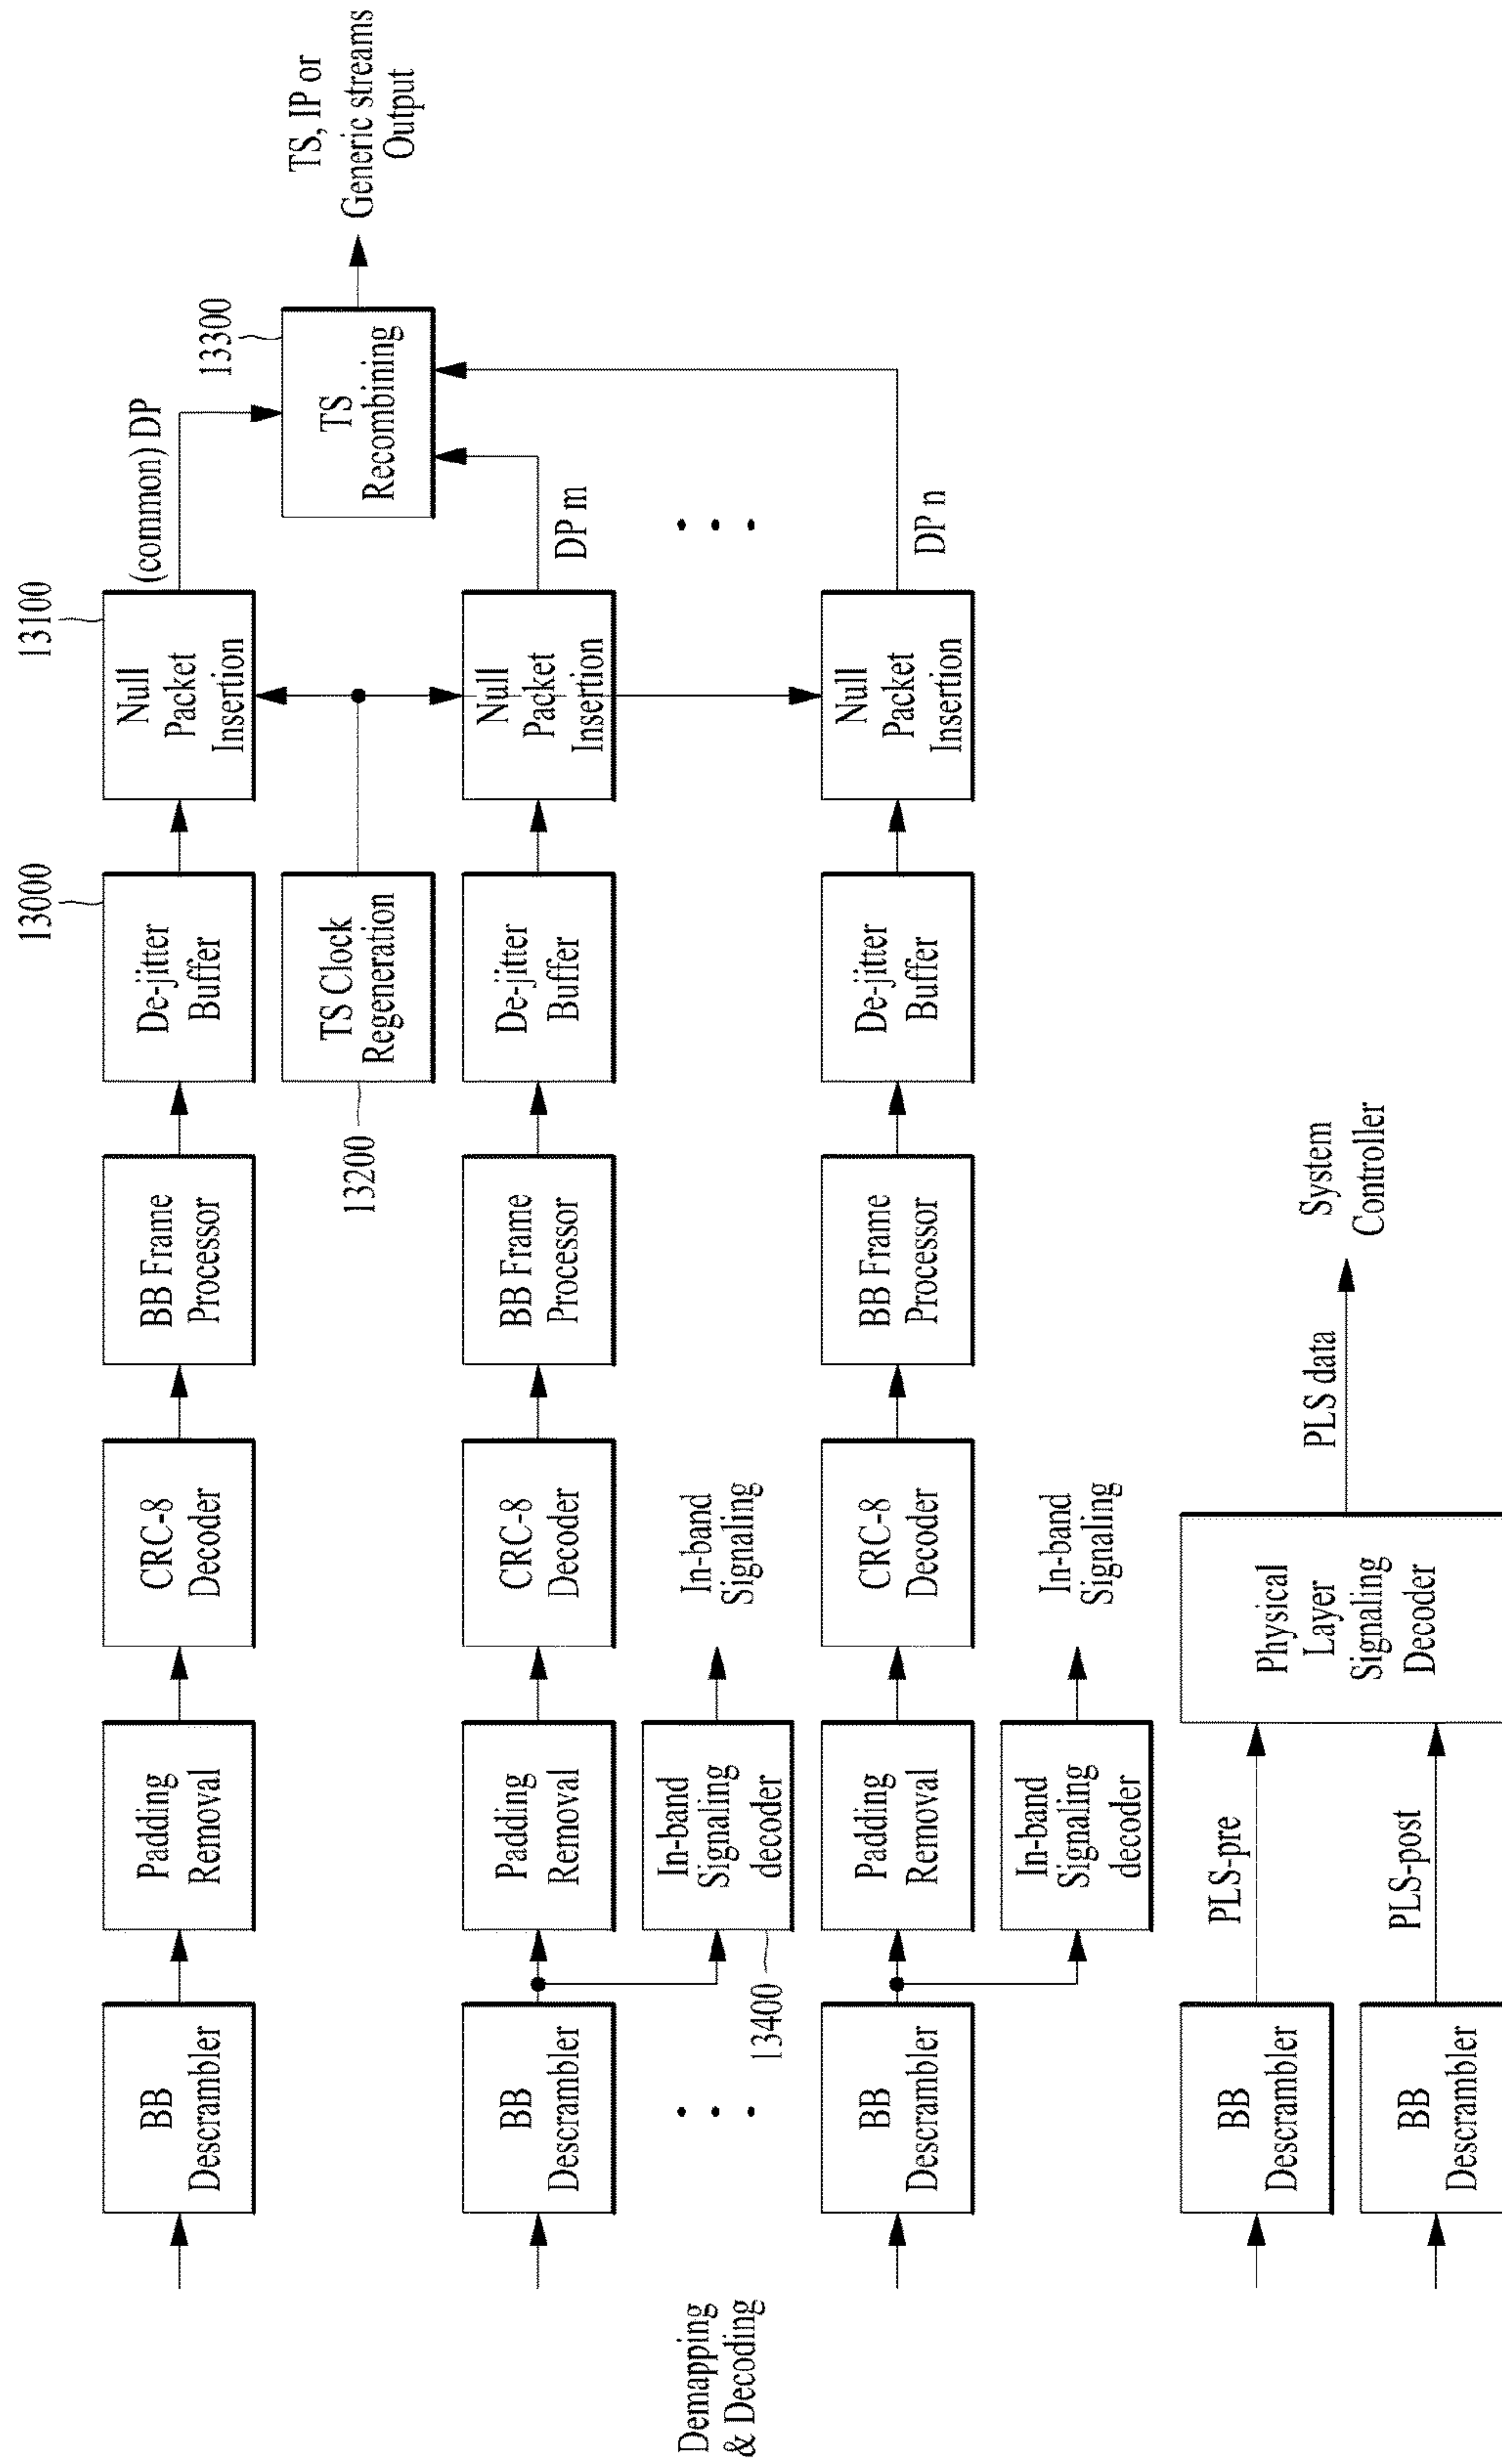 Demapping
& Decoding
BB
Descrambler
Padding
Removal
CRC-8
Decoder
BB Frame
Processor
De-jitter
Buffer
13000
Null
Packet
Insertion
13100
(common) DP
TS Clock
Regeneration
13200
TS
Recombining
13300
TS, IP or
Generic streams
Output
BB
Descrambler
Padding
Removal
CRC-8
Decoder
BB Frame
Processor
De-jitter
Buffer
Null
Packet
Insertion
DP m
In-band
Signaling
decoder
13400
In-band
Signaling
BB
Descrambler
Padding
Removal
CRC-8
Decoder
BB Frame
Processor
De-jitter
Buffer
Null
Packet
Insertion
DP n
In-band
Signaling
decoder
In-band
Signaling
BB
Descrambler
PLS-pre
BB
Descrambler
PLS-post
Physical
Layer
Signaling
Decoder
PLS data
System
Controller